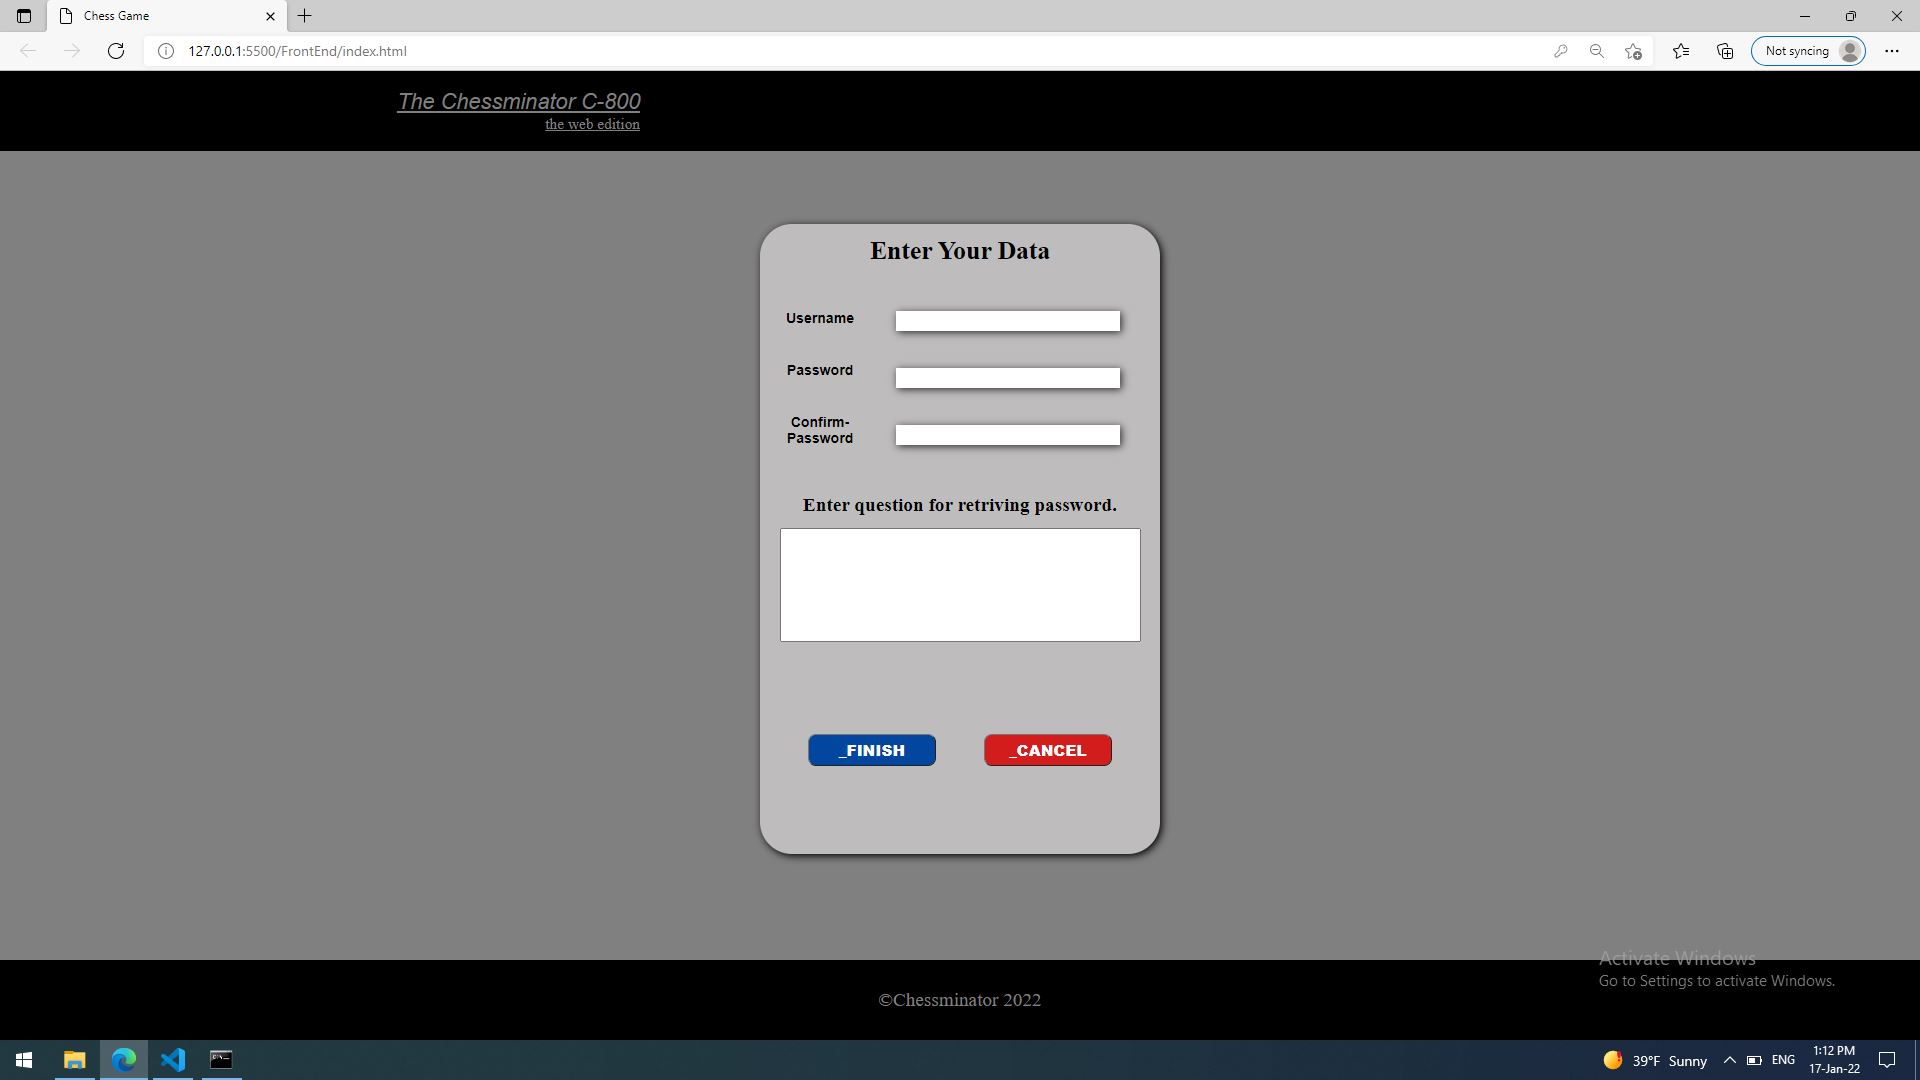 Chess Game
127.0.0.1:5500/FrontEnd/index.html
Not syncing
The Chessminator C-800
the web edition
Enter Your Data
Username
Password
Confirm-
Password
Enter question for retriving password.
_FINISH
_CANCEL
Activate Windows
Go to Settings to activate Windows.
©Chessminator 2022
39°F Sunny
ENG
1:12 PM
17-Jan-22